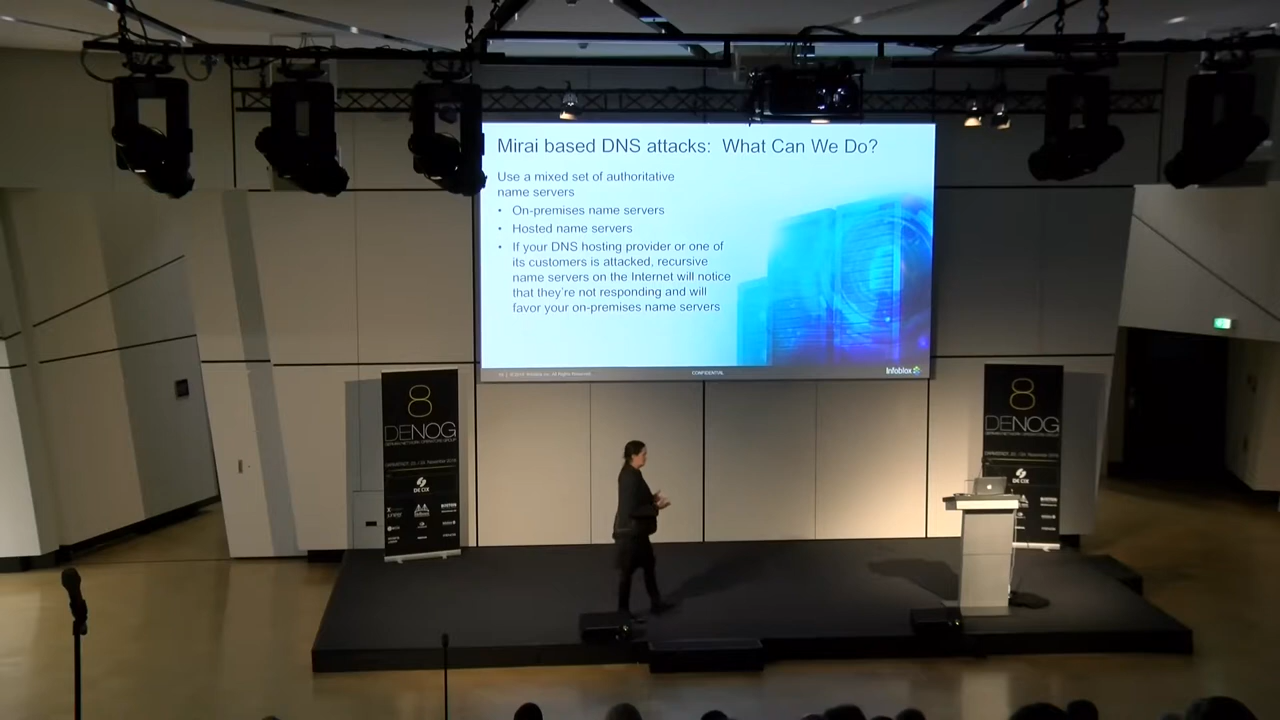 Mirai based DNS attacks: What Can We Do?
Use a mixed set of authoritative
name servers
• On-premises name servers
• Hosted name servers
• If your DNS hosting provider or one of
its customers is attacked, recursive
name servers on the Internet will notice
that they're not responding and will
favor your on-premises name servers
CONFIDENTIAL
Infoblox
8
DENOG
DE CIX
8
DENOG
DE CIX